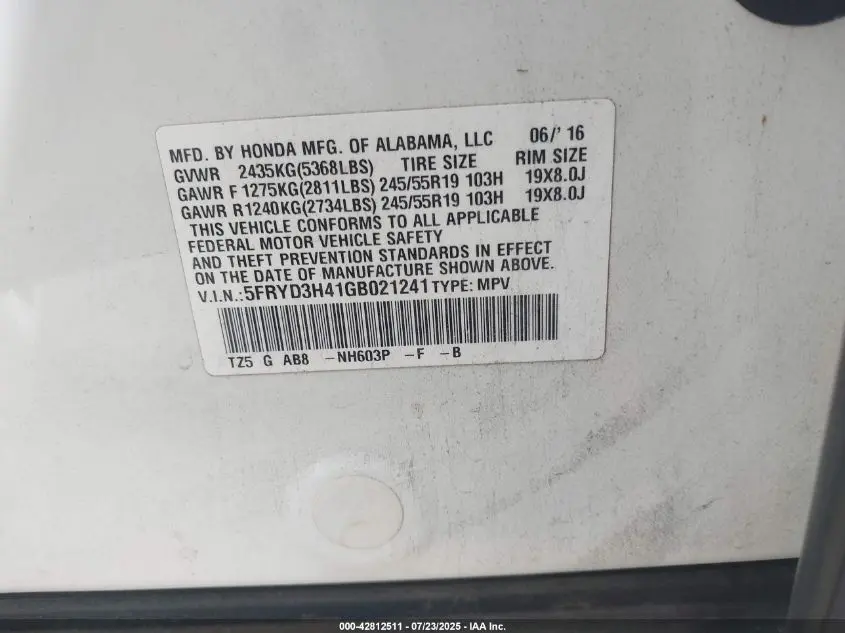 MFD. BY HONDA MFG. OF ALABAMA, LLC 06/' 16
GVWR 2435KG(5368LBS) TIRE SIZE RIM SIZE
GAWR F 1275KG(2811LBS) 245/55R19 103H 19X8.0J
GAWR R1240KG(2734LBS) 245/55R19 103H 19X8.0J
THIS VEHICLE CONFORMS TO ALL APPLICABLE
FEDERAL MOTOR VEHICLE SAFETY
AND THEFT PREVENTION STANDARDS IN EFFECT
ON THE DATE OF MANUFACTURE SHOWN ABOVE.
V.I.N.:5FRYD3H41GB021241 TYPE: MPV
TZ5 G AB8 -NH603P -F -B
000-42812511 - 07/23/2025 - IAA Inc.